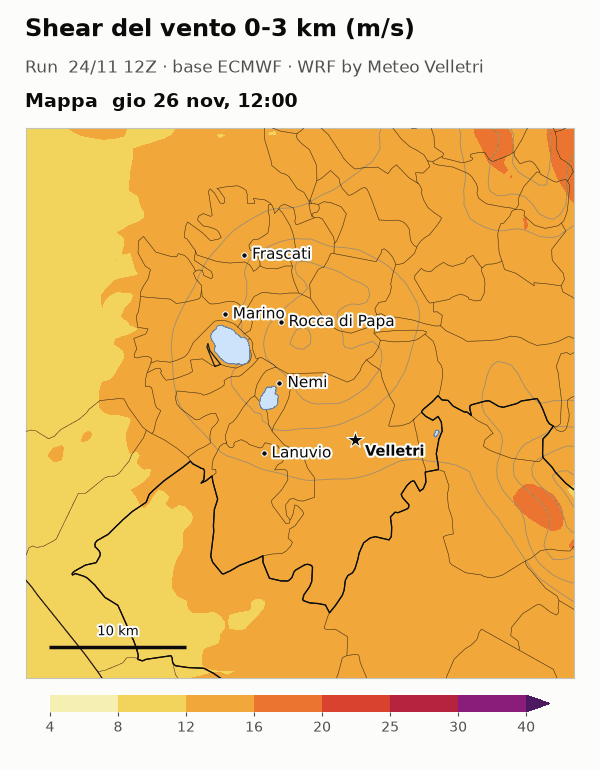 Shear del vento 0-3 km (m/s)
Run 24/11 12Z · base ECMWF · WRF by Meteo Velletri
Mappa gio 26 nov, 12:00
Frascati
Marino
Rocca di Papa
Nemi
Velletri
Lanuvio
10 km
4 8 12 16 20 25 30 40